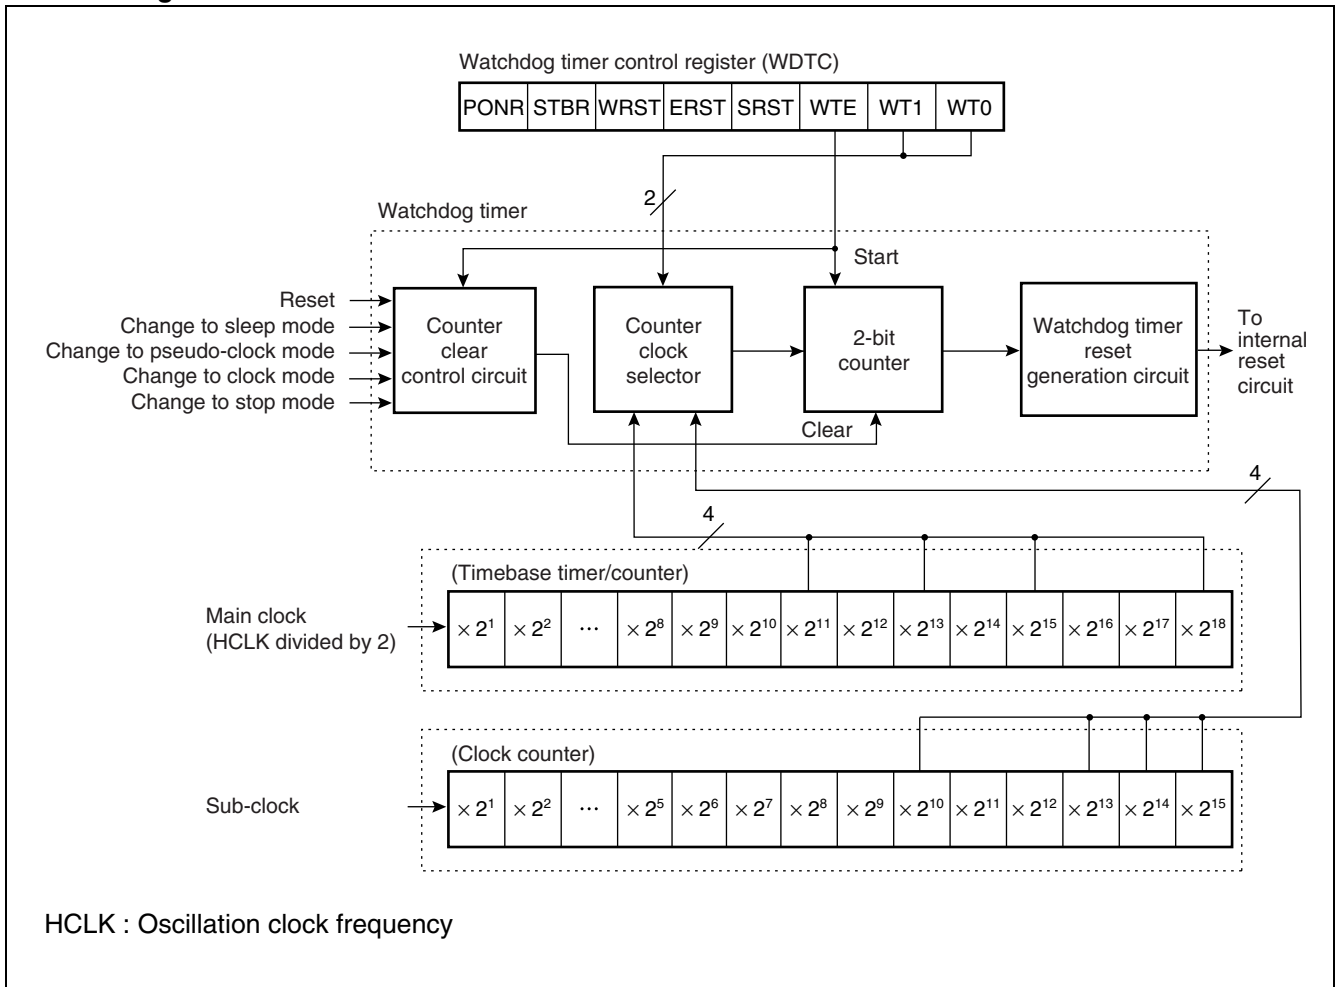 Watchdog timer control register (WDTC)
PONR STBR WRST ERST SRST WTE WT1 WT0
2
Watchdog timer
Start
Reset
Change to sleep mode
Change to pseudo-clock mode
Change to clock mode
Change to stop mode
Counter
clear
control circuit
Counter
clock
selector
2-bit
counter
Watchdog timer
reset
generation circuit
To
internal
reset
circuit
Clear
4
4
(Timebase timer/counter)
Main clock
(HCLK divided by 2)
× 2¹ × 2² ··· × 2⁸ × 2⁹ × 2¹⁰ × 2¹¹ × 2¹² × 2¹³ × 2¹⁴ × 2¹⁵ × 2¹⁶ × 2¹⁷ × 2¹⁸
(Clock counter)
Sub-clock
× 2¹ × 2² ··· × 2⁵ × 2⁶ × 2⁷ × 2⁸ × 2⁹ × 2¹⁰ × 2¹¹ × 2¹² × 2¹³ × 2¹⁴ × 2¹⁵
HCLK : Oscillation clock frequency